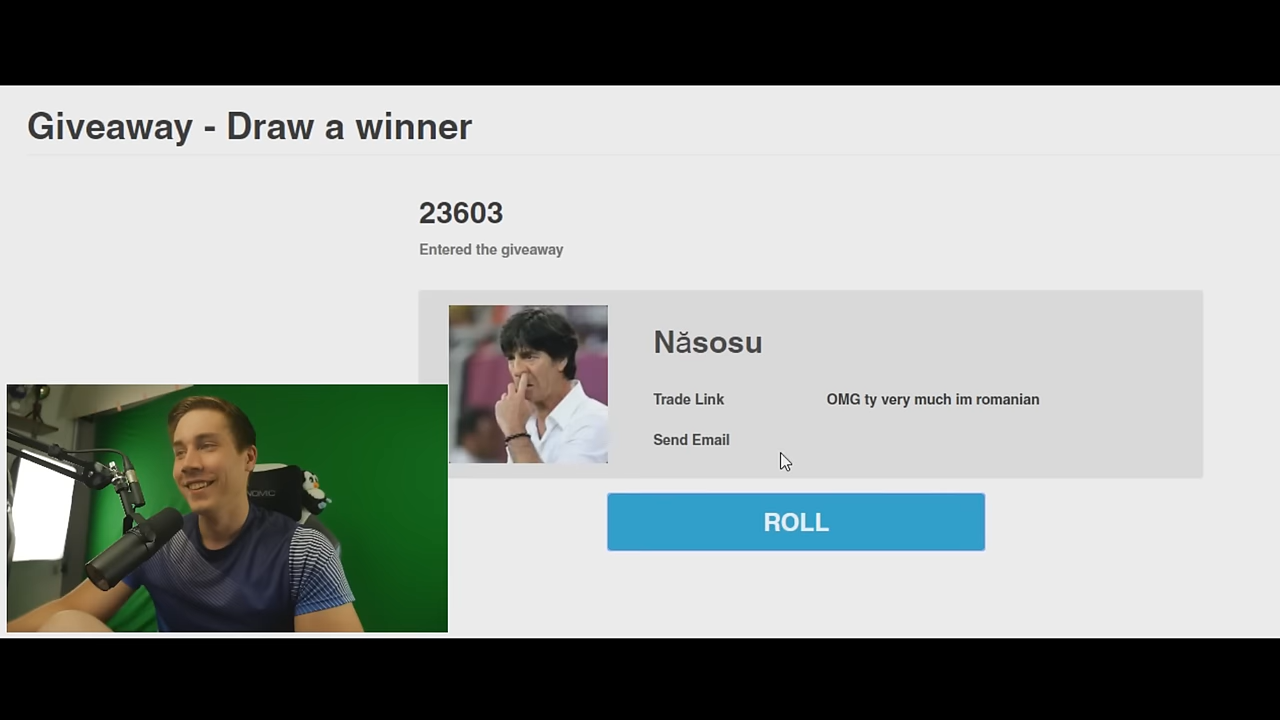 Giveaway - Draw a winner
23603
Entered the giveaway
Năsosu
Trade Link OMG ty very much im romanian
Send Email
ROLL